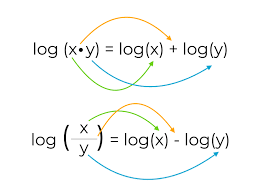 log (x•y) = log(x) + log(y)
log (x/y) = log(x) - log(y)